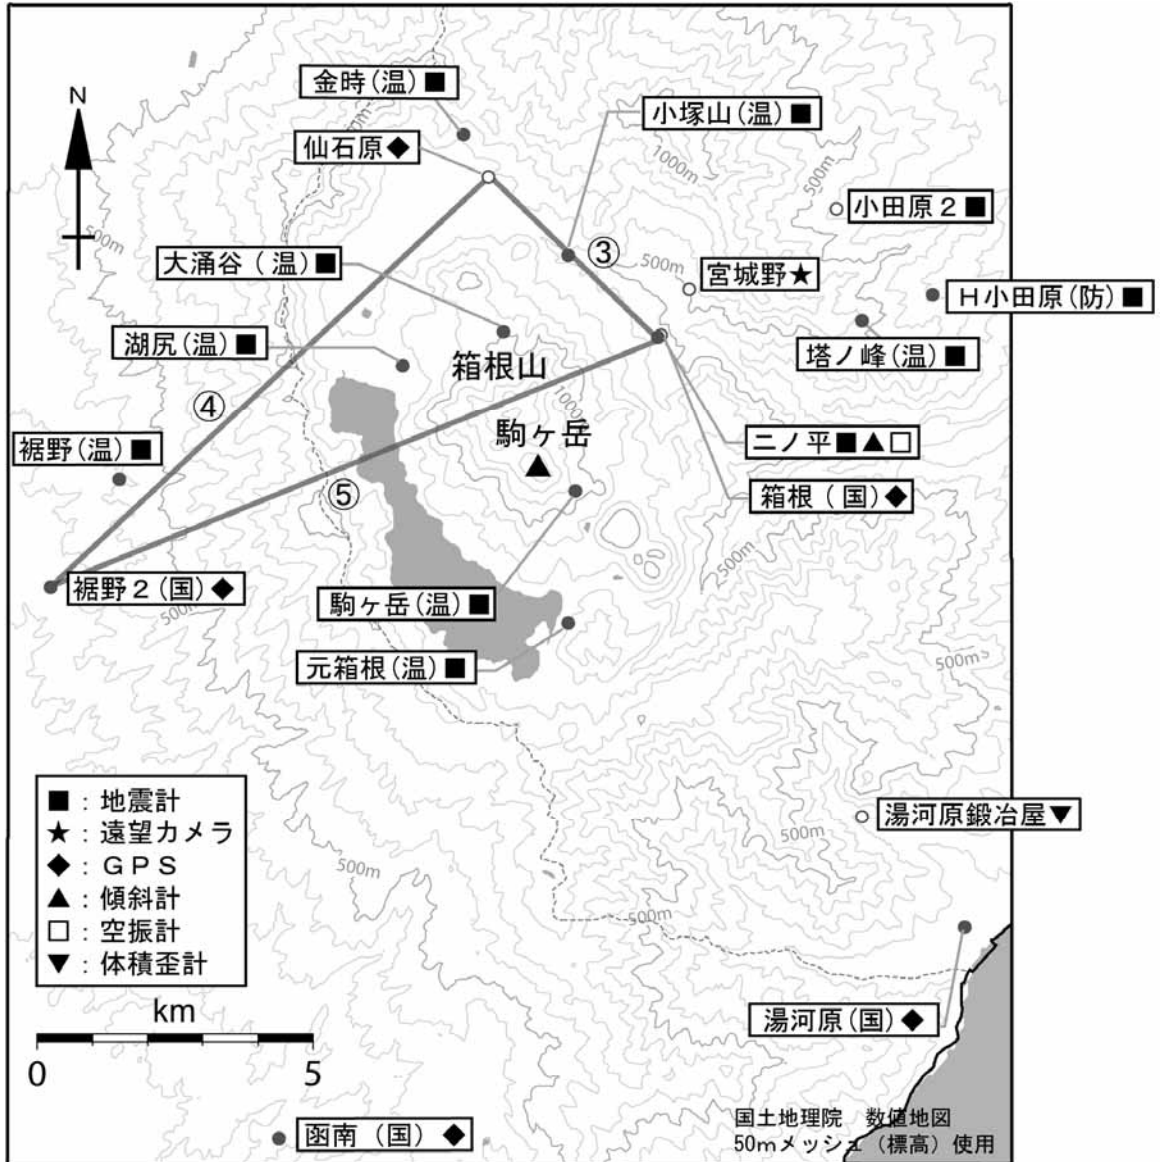 金時(温)■
小塚山(温)■
N
500m
仙石原◆
1000m
500m
小田原2■
500m
大涌谷(温)■
③
500m
宮城野★
H小田原(防)■
湖尻(温)■
箱根山
塔ノ峰(温)■
④
1000m
駒ヶ岳
▲
裾野(温)■
二ノ平■▲□
⑤
箱根(国)◆
500m
裾野2(国)◆
500m
駒ヶ岳(温)■
元箱根(温)■
500m
■:地震計
★:遠望カメラ
◆:GPS
▲:傾斜計
□:空振計
▼:体積歪計
湯河原鍛冶屋▼
500m
500m
500m
km
0 5
湯河原(国)◆
函南(国)◆
国土地理院 数値地図
50mメッシュ(標高)使用